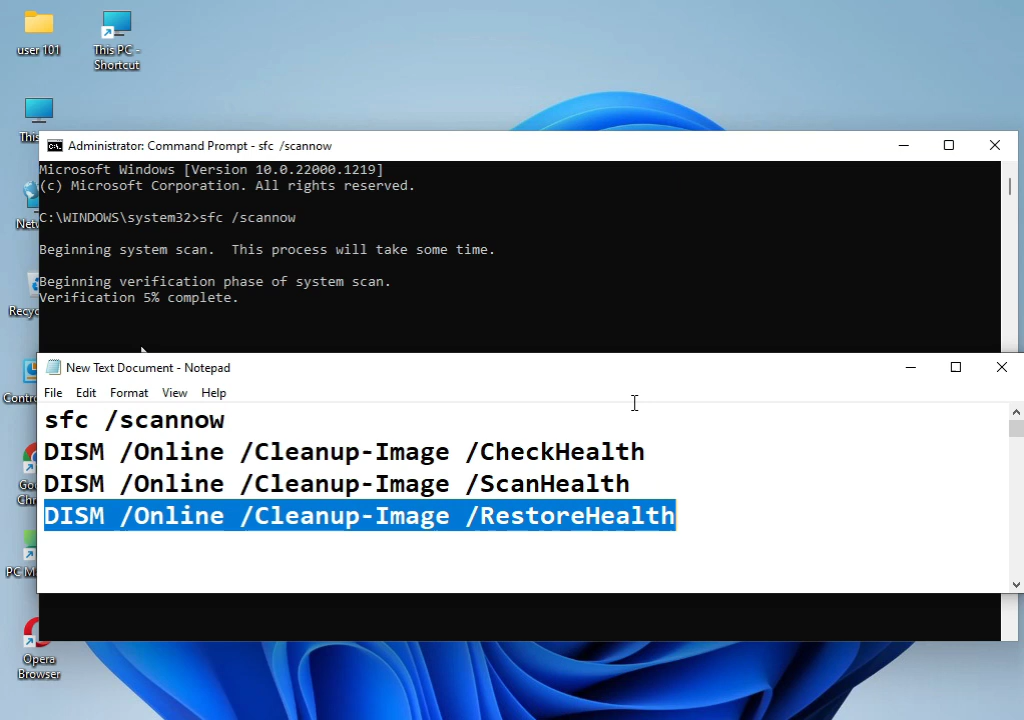 user 101
This PC -
Shortcut
This
Administrator: Command Prompt - sfc  /scannow
Microsoft Windows [Version 10.0.22000.1219]
(c) Microsoft Corporation. All rights reserved.
C:\WINDOWS\system32>sfc /scannow
Beginning system scan.  This process will take some time.
Beginning verification phase of system scan.
Verification 5% complete.
New Text Document - Notepad
File Edit Format View Help
sfc /scannow
DISM /Online /Cleanup-Image /CheckHealth
DISM /Online /Cleanup-Image /ScanHealth
DISM /Online /Cleanup-Image /RestoreHealth
PC
Opera
Browser